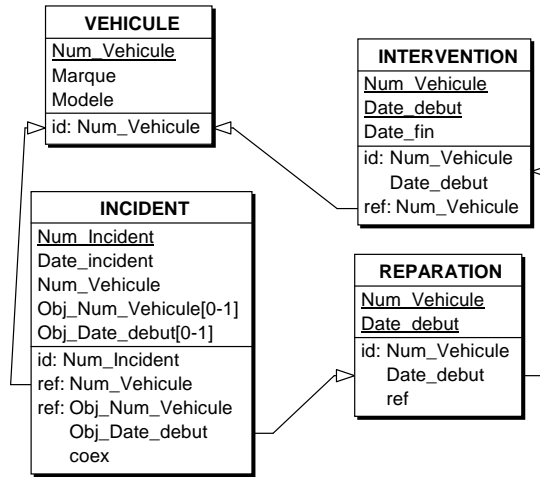 VEHICULE
Num_Vehicule
Marque
Modele
id: Num_Vehicule
INTERVENTION
Num_Vehicule
Date_debut
Date_fin
id: Num_Vehicule
Date_debut
ref: Num_Vehicule
INCIDENT
Num_Incident
Date_incident
Num_Vehicule
Obj_Num_Vehicule[0-1]
Obj_Date_debut[0-1]
id: Num_Incident
ref: Num_Vehicule
ref: Obj_Num_Vehicule
Obj_Date_debut
coex
REPARATION
Num_Vehicule
Date_debut
id: Num_Vehicule
Date_debut
ref